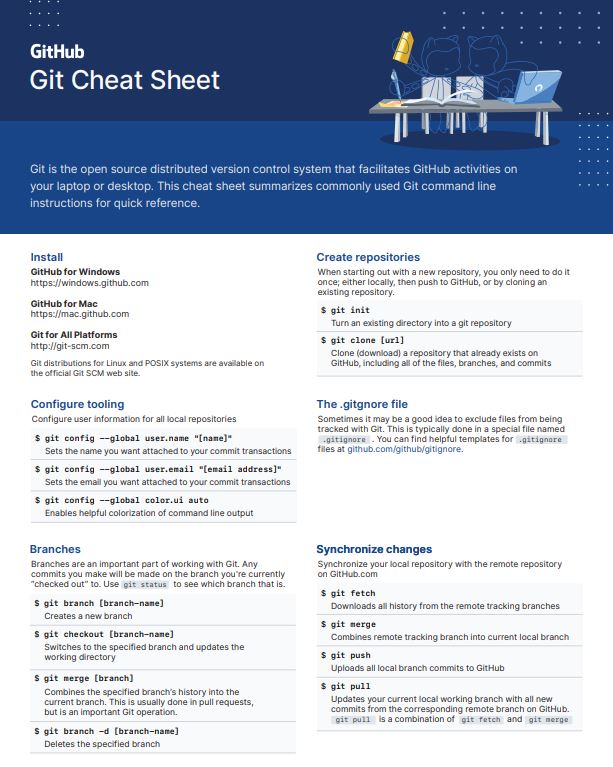 GitHub
Git Cheat Sheet
Git is the open source distributed version control system that facilitates GitHub activities on
your laptop or desktop. This cheat sheet summarizes commonly used Git command line
instructions for quick reference.
Install
GitHub for Windows
https://windows.github.com
GitHub for Mac
https://mac.github.com
Git for All Platforms
http://git-scm.com
Git distributions for Linux and POSIX systems are available on
the official Git SCM web site.
Create repositories
When starting out with a new repository, you only need to do it
once; either locally, then push to GitHub, or by cloning an
existing repository.
$ git init
Turn an existing directory into a git repository
$ git clone [url]
Clone (download) a repository that already exists on
GitHub, including all of the files, branches, and commits
Configure tooling
Configure user information for all local repositories
$ git config --global user.name "[name]"
Sets the name you want attached to your commit transactions
$ git config --global user.email "[email address]"
Sets the email you want attached to your commit transactions
$ git config --global color.ui auto
Enables helpful colorization of command line output
The .gitgnore file
Sometimes it may be a good idea to exclude files from being
tracked with Git. This is typically done in a special file named
.gitignore . You can find helpful templates for .gitignore
files at github.com/github/gitignore.
Branches
Branches are an important part of working with Git. Any
commits you make will be made on the branch you're currently
“checked out” to. Use git status to see which branch that is.
$ git branch [branch-name]
Creates a new branch
$ git checkout [branch-name]
Switches to the specified branch and updates the
working directory
$ git merge [branch]
Combines the specified branch's history into the
current branch. This is usually done in pull requests,
but is an important Git operation.
$ git branch -d [branch-name]
Deletes the specified branch
Synchronize changes
Synchronize your local repository with the remote repository
on GitHub.com
$ git fetch
Downloads all history from the remote tracking branches
$ git merge
Combines remote tracking branch into current local branch
$ git push
Uploads all local branch commits to GitHub
$ git pull
Updates your current local working branch with all new
commits from the corresponding remote branch on GitHub.
git pull is a combination of git fetch and git merge